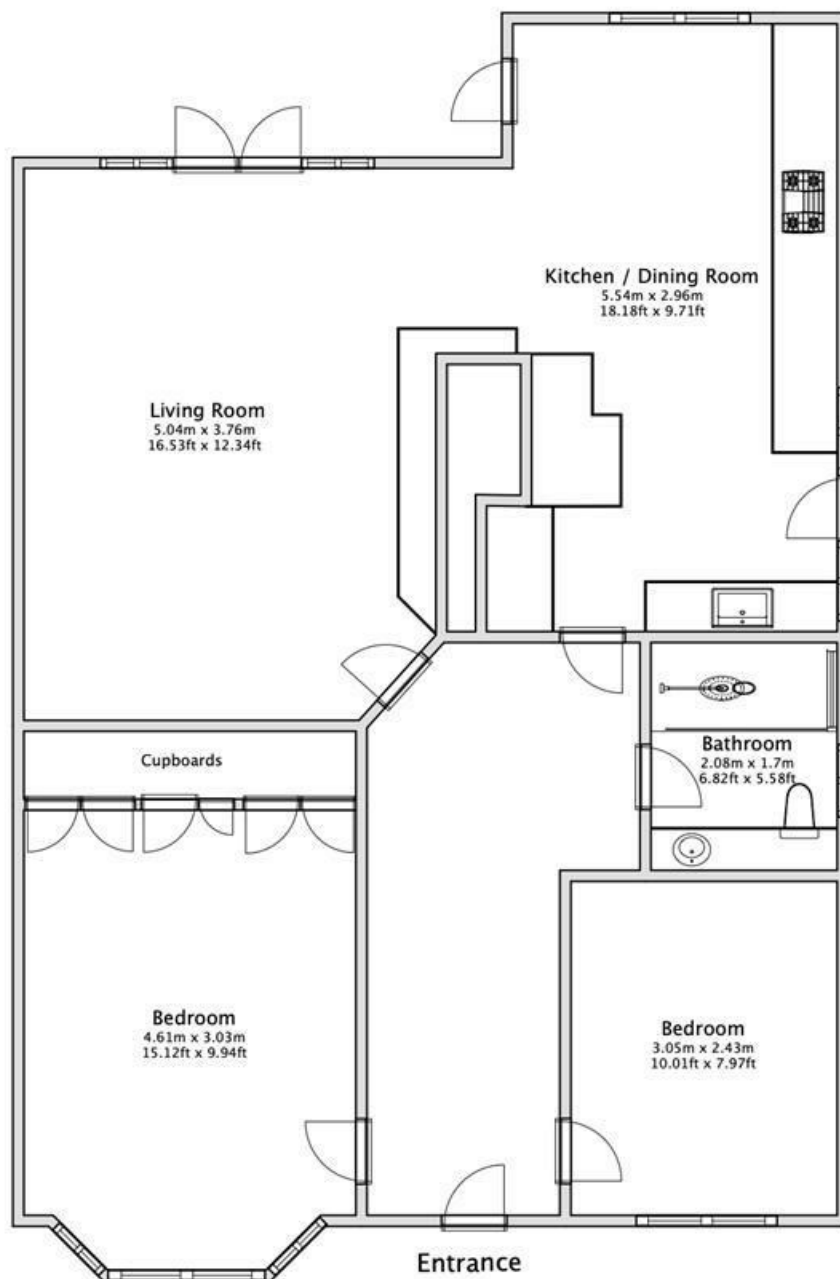 Kitchen / Dining Room
5.54m x 2.96m
18.18ft x 9.71ft
Living Room
5.04m x 3.76m
16.53ft x 12.34ft
Cupboards
Bathroom
2.08m x 1.7m
6.82ft x 5.58ft
Bedroom
4.61m x 3.03m
15.12ft x 9.94ft
Bedroom
3.05m x 2.43m
10.01ft x 7.97ft
Entrance